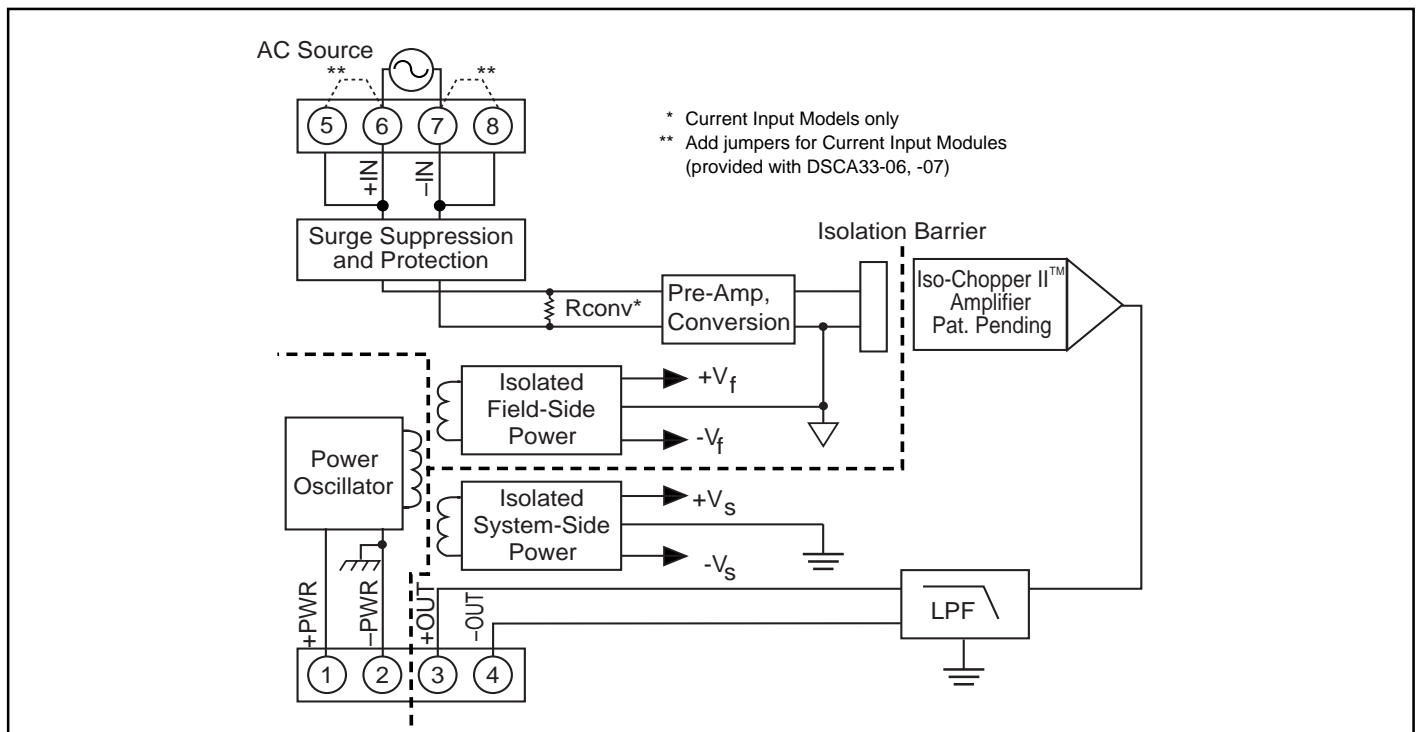 AC Source
** **
5 6 7 8
* Current Input Models only
** Add jumpers for Current Input Modules
(provided with DSCA33-06, -07)
+IN –IN
Surge Suppression
and Protection
Isolation Barrier
Rconv*
Pre-Amp,
Conversion
Iso-Chopper II™
Amplifier
Pat. Pending
Isolated
Field-Side
Power
+Vf
-Vf
Power
Oscillator
Isolated
System-Side
Power
+Vs
-Vs
+PWR –PWR +OUT –OUT
LPF
1 2 3 4